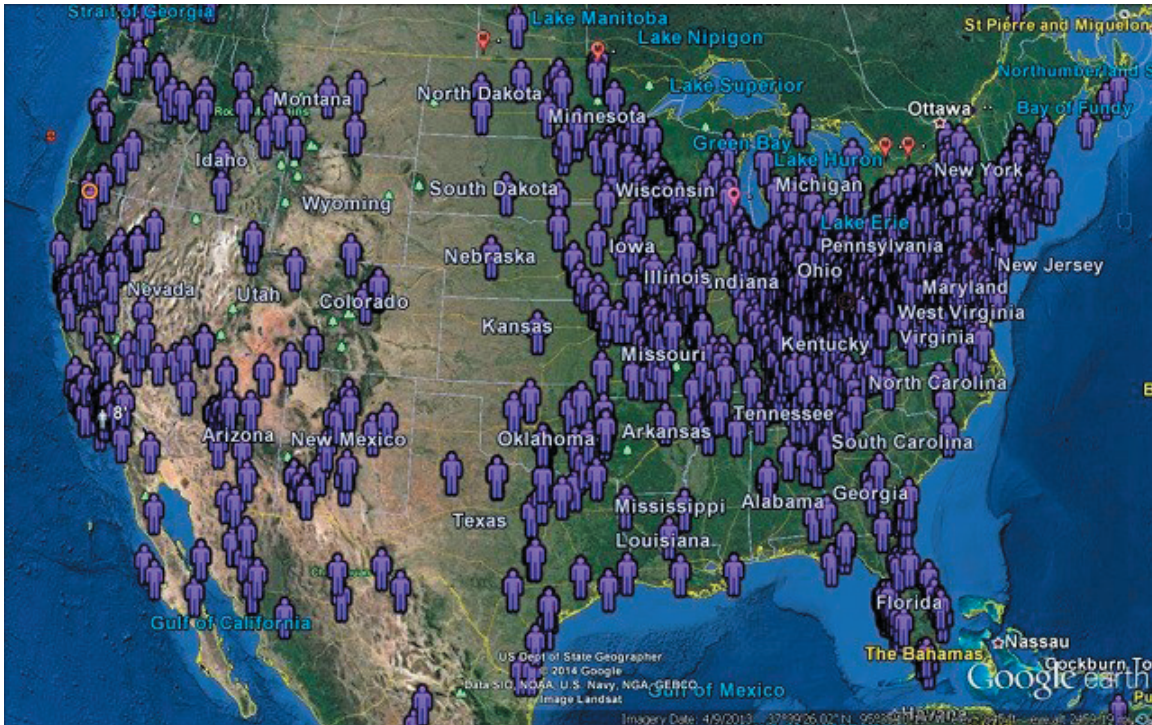 Strait of Georgia
Lake Manitoba
St Pierre and Miquelon
Lake Nipigon
Northumberland S
Lake Superior
Montana
North Dakota
Bay of Fundy
Ottawa
Minnesota
Green Bay
Idaho
Lake Huron
New York
Wyoming
South Dakota
Wisconsin
Michigan
Lake Erie
Nebraska
Iowa
Pennsylvania
New Jersey
Nevada
Utah
Colorado
Illinois
ndiana
Ohio
Maryland
Kansas
West Virginia
Missouri
Kentucky
Virginia
North Carolina
8'
Arizona
New Mexico
Oklahoma
Arkansas
Tennessee
South Carolina
Texas
Mississippi
Alabama
Georgia
Louisiana
Gulf of California
Florida
Nassau
The Bahamas
US Dept of State Geographer
© 2014 Google
Data SIO, NOAA, U.S. Navy, NGA, GEBCO
Image Landsat
Gulf of Mexico
Cockburn To
Google earth
Havana
Imagery Date: 4/9/2013